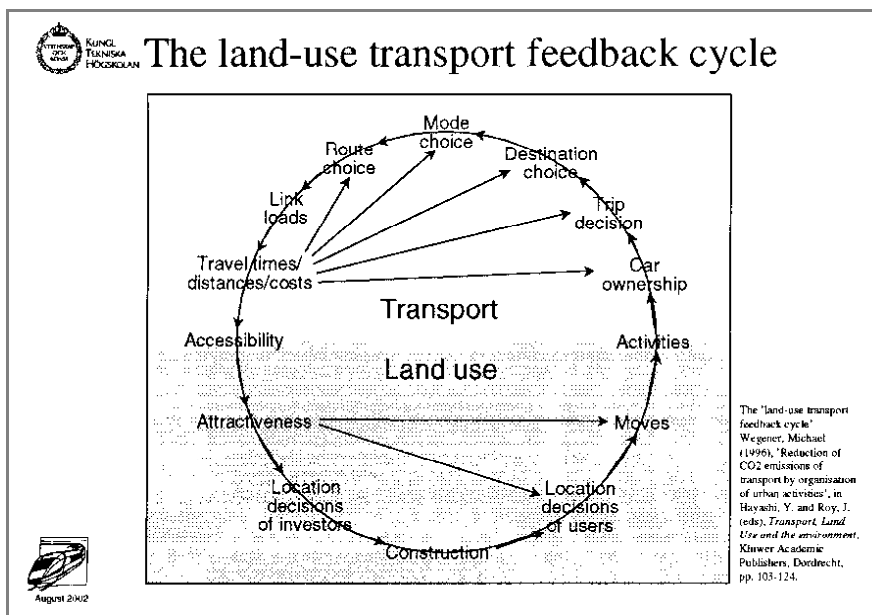 KUNGL
TEKNISKA
HÖGSKOLAN
The land-use transport feedback cycle
Mode
choice
Route
choice
Destination
choice
Link
loads
Trip
decision
Travel times/
distances/costs
Car
ownership
Transport
Accessibility
Activities
Land use
Attractiveness
Moves
Location
decisions
of investors
Location
decisions
of users
Construction
The 'land-use transport
feedback cycle'
Wegener, Michael
(1996), 'Reduction of
CO2 emissions of
transport by organisation
of urban activities', in
Hayashi, Y. and Roy, J.
(eds), Transport, Land
Use and the environment,
Kluwer Academic
Publishers, Dordrecht,
pp. 103-124.
August 2002